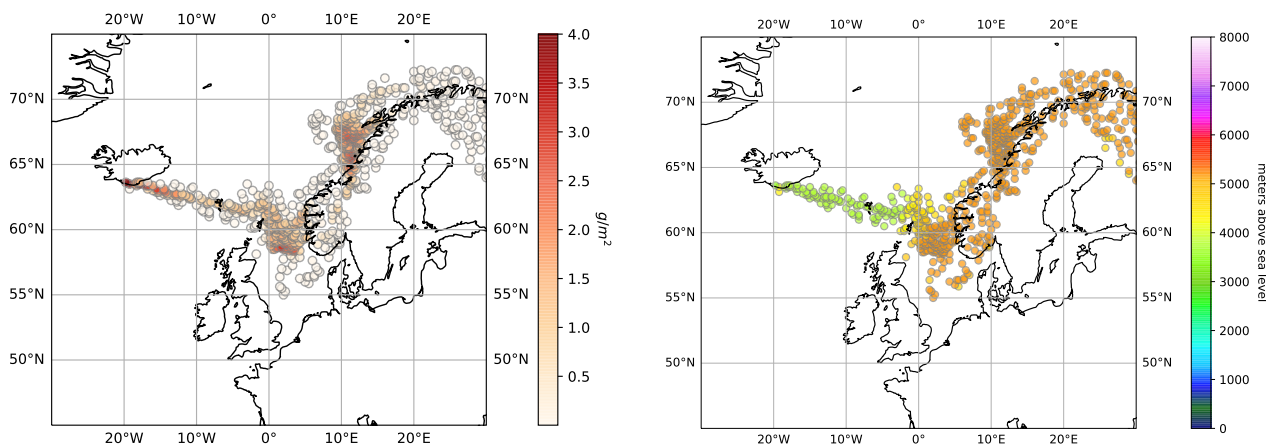 20°W 10°W 0° 10°E 20°E
70°N 70°N
65°N 65°N
60°N 60°N
55°N 55°N
50°N 50°N
20°W 10°W 0° 10°E 20°E
4.0
3.5
3.0
2.5
2.0
1.5
1.0
0.5
g/m²
20°W 10°W 0° 10°E 20°E
70°N 70°N
65°N 65°N
60°N 60°N
55°N 55°N
50°N 50°N
20°W 10°W 0° 10°E 20°E
8000
7000
6000
5000
4000
3000
2000
1000
0
meters above sea level